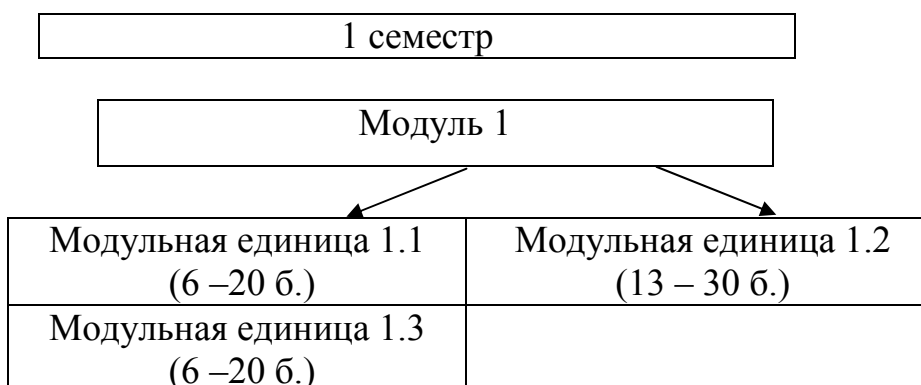 1 семестр
Модуль 1
Модульная единица 1.1
(6 –20 б.)
Модульная единица 1.2
(13 – 30 б.)
Модульная единица 1.3
(6 –20 б.)